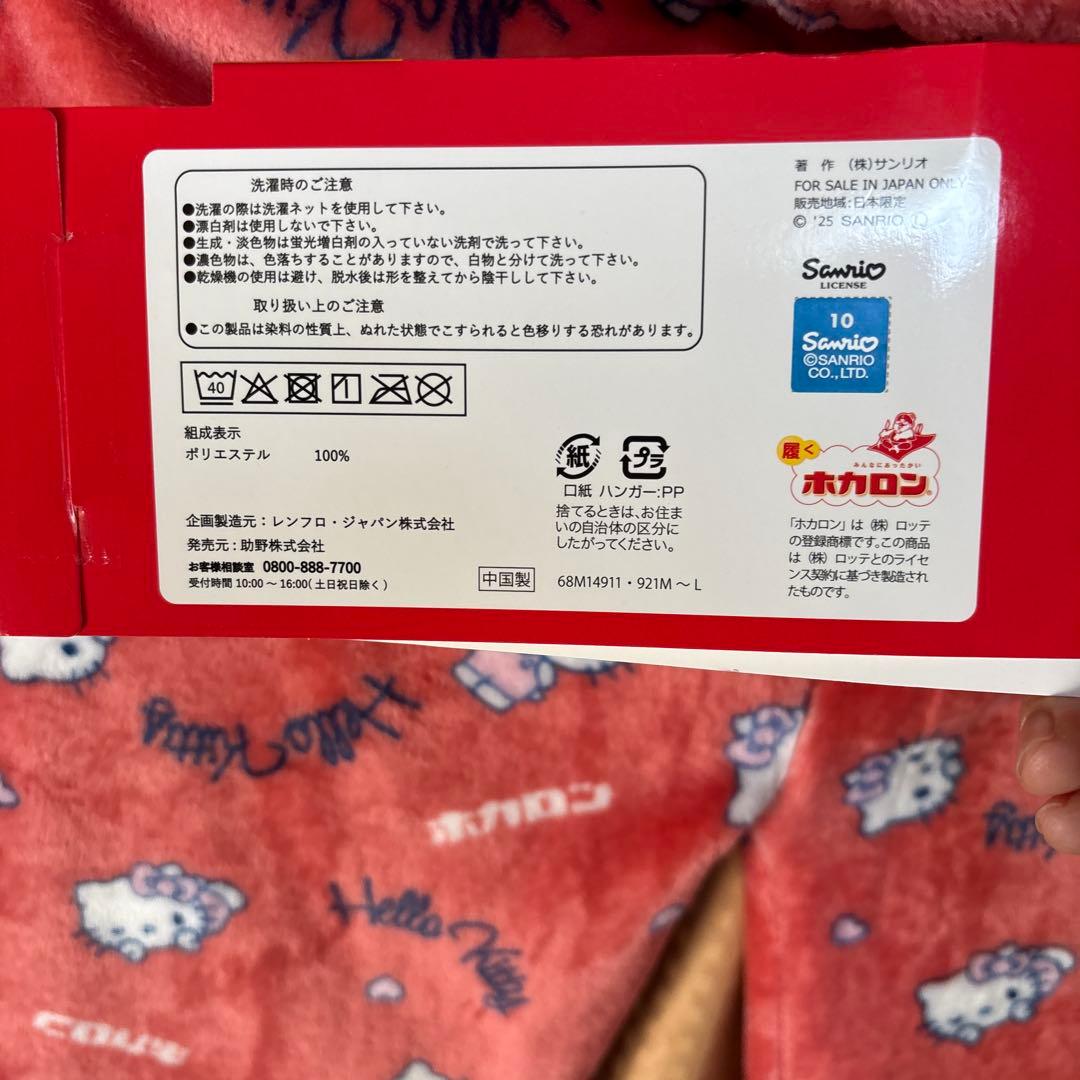 洗濯時のご注意
●洗濯の際は洗濯ネットを使用して下さい。
●漂白剤は使用しないで下さい。
●生成・淡色物は蛍光増白剤の入っていない洗剤で洗って下さい。
●濃色物は、色落ちすることがありますので、白物と分けて洗って下さい。
●乾燥機の使用は避け、脱水後は形を整えてから陰干しして下さい。
取り扱い上のご注意
●この製品は染料の性質上、ぬれた状態でこすられると色移りする恐れがあります。
40
組成表示
ポリエステル 100%
企画製造元：レンフロ・ジャパン株式会社
発売元：助野株式会社
お客様相談室 0800-888-7700
受付時間 10:00～16:00(土日祝日除く)
中国製
紙
プラ
口紙 ハンガー:PP
捨てるときは、お住ま
いの自治体の区分に
したがってください。
68M14911・921M～L
著 作 (株)サンリオ
FOR SALE IN JAPAN ONLY
販売地域:日本限定
© '25 SANRIO Ⓛ
Sanrio
LICENSE
10
Sanrio
©SANRIO
CO., LTD.
履く
みんなにあったかい
ホカロン®
「ホカロン」は (株) ロッテ
の登録商標です。この商品
は (株) ロッテとのライセ
ンス契約に基づき製造され
たものです。
Hello Kitty
ホカロン
Hello Kitty
ホカロン